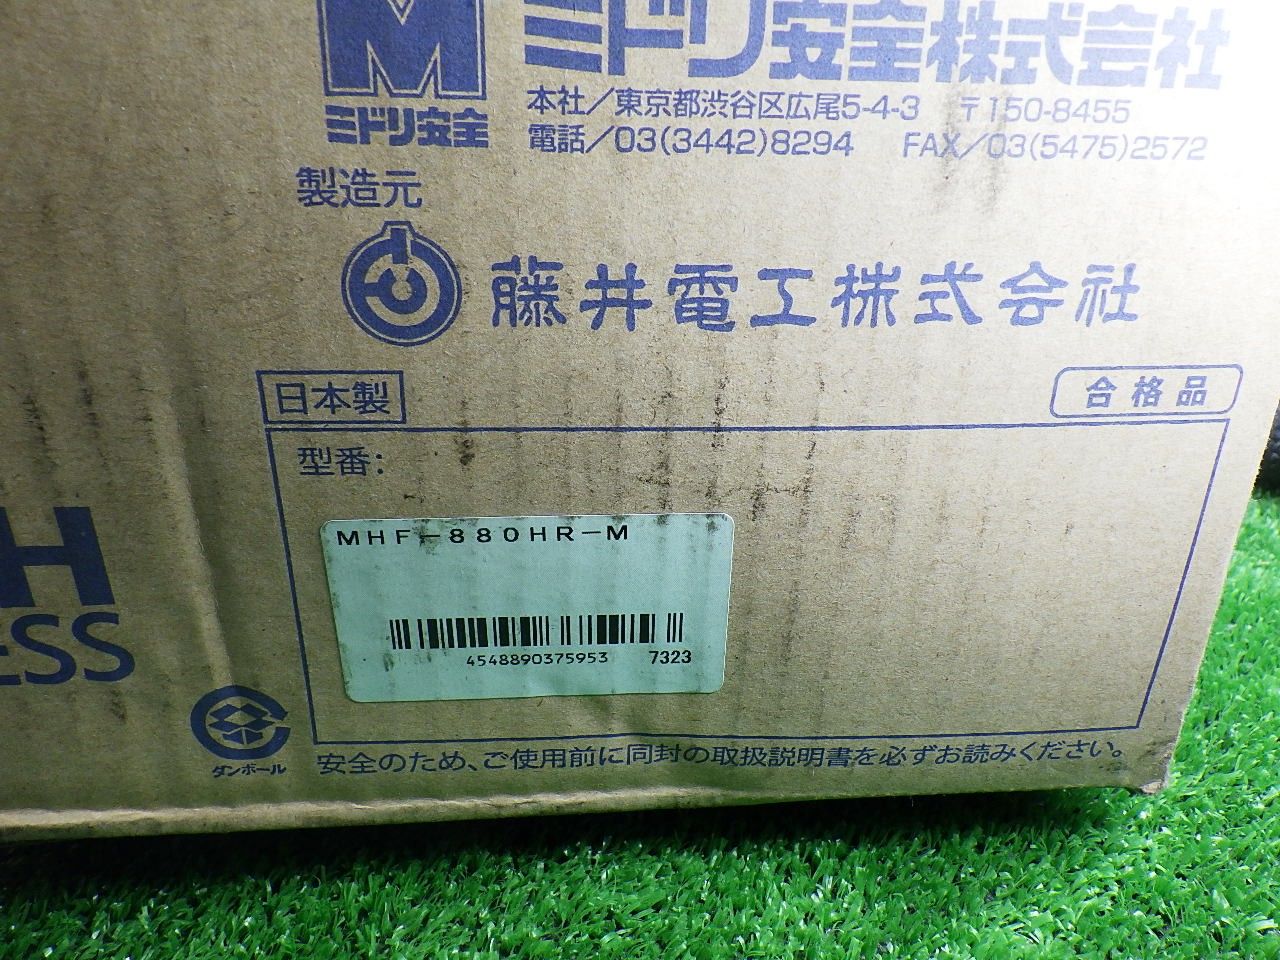 M ミドリ安全株式会社
ミドリ安全
本社／東京都渋谷区広尾5-4-3 〒150-8455
電話／03(3442)8294 FAX／03(5475)2572
製造元
藤井電工株式会社
日本製
合格品
型番:
MHF-880HR-M
4548890375953 7323
H
ESS
ダンボール
安全のため、ご使用前に同封の取扱説明書を必ずお読みください。